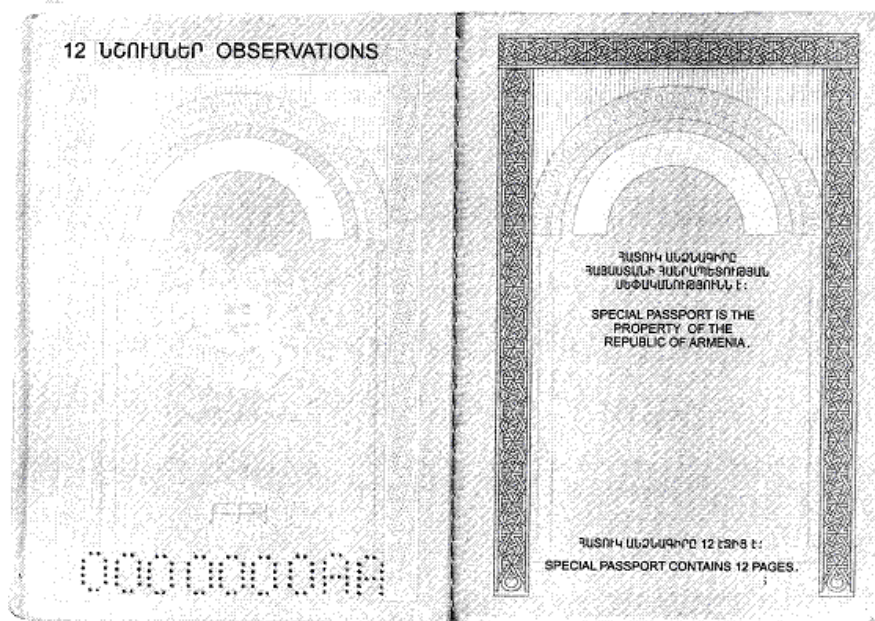 12 ՆՇՈՒՄՆԵՐ OBSERVATIONS
0000000AA
ՀԱՏՈՒԿ ԱՆՁՆԱԳԻՐԸ
ՀԱՅԱՍՏԱՆԻ ՀԱՆՐԱՊԵՏՈՒԹՅԱՆ
ՍԵՓԱԿԱՆՈՒԹՅՈՒՆՆ Է:
SPECIAL PASSPORT IS THE
PROPERTY OF THE
REPUBLIC OF ARMENIA.
ՀԱՏՈՒԿ ԱՆՁՆԱԳԻՐԸ 12 ԷՋԻՑ Է:
SPECIAL PASSPORT CONTAINS 12 PAGES.